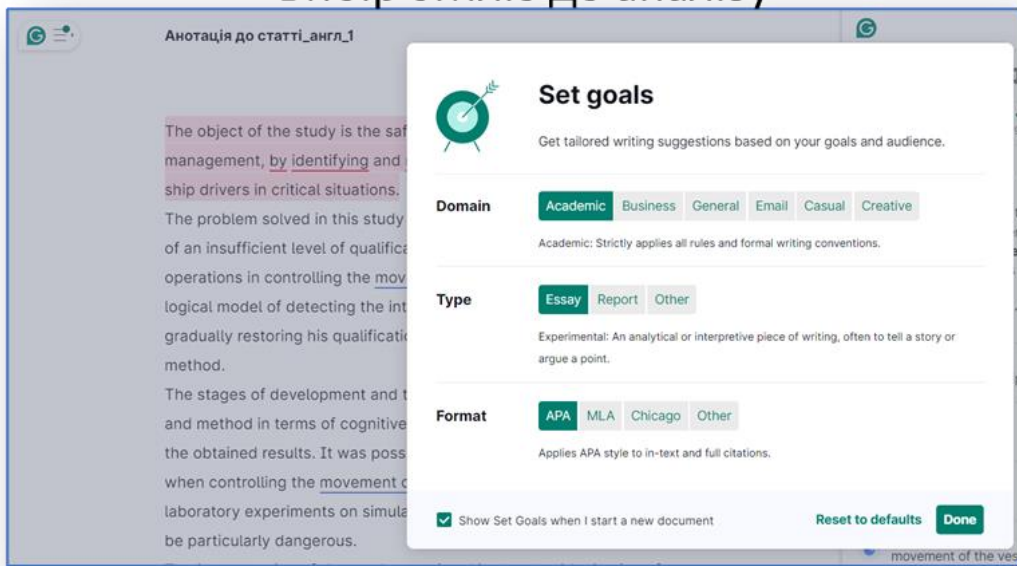 Анотація до статті_англ_1
The object of the study is the saf
management, by identifying and
ship drivers in critical situations.
The problem solved in this study
of an insufficient level of qualifica
operations in controlling the mov
logical model of detecting the int
gradually restoring his qualificatio
method.
The stages of development and t
and method in terms of cognitive
the obtained results. It was poss
when controlling the movement o
laboratory experiments on simula
be particularly dangerous.
Set goals
Get tailored writing suggestions based on your goals and audience.
Domain
Academic Business General Email Casual Creative
Academic: Strictly applies all rules and formal writing conventions.
Type
Essay Report Other
Experimental: An analytical or interpretive piece of writing, often to tell a story or
argue a point.
Format
APA MLA Chicago Other
Applies APA style to in-text and full citations.
Show Set Goals when I start a new document
Reset to defaults Done
movement of the ves